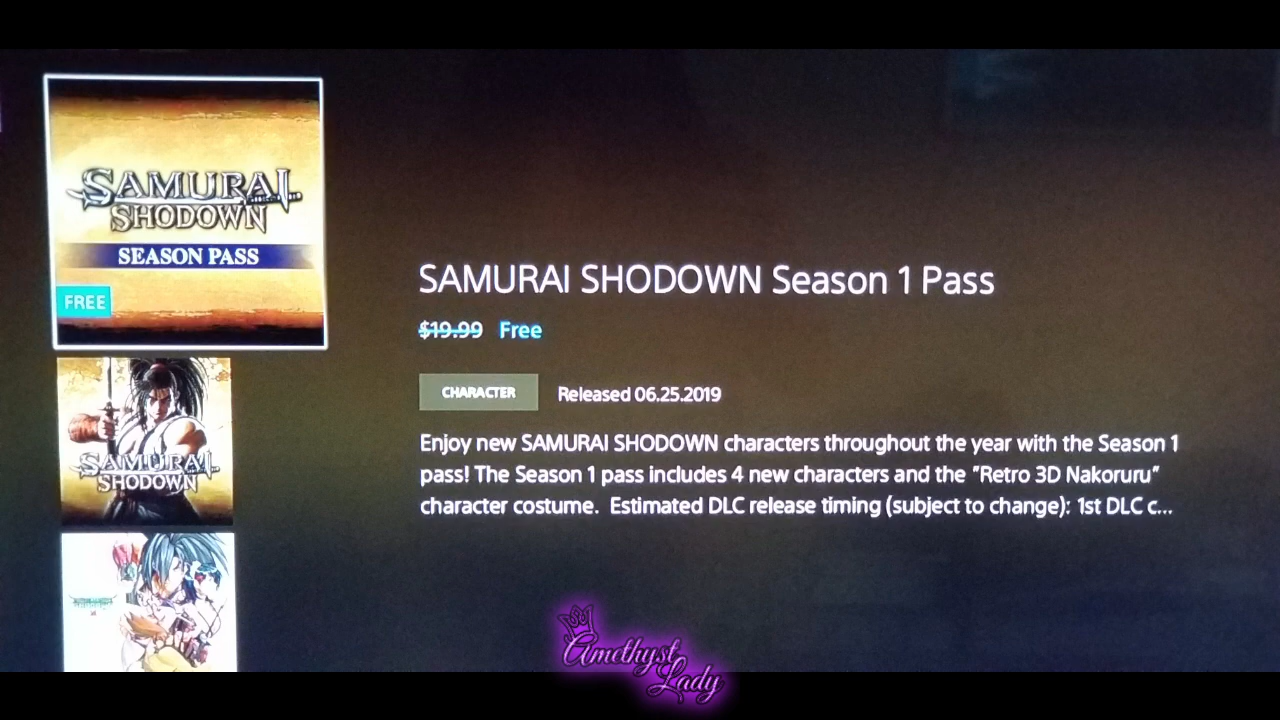 SAMURAI
SHODOWN
SEASON PASS
FREE
SAMURAI SHODOWN Season 1 Pass
$19.99 Free
CHARACTER Released 06.25.2019
Enjoy new SAMURAI SHODOWN characters throughout the year with the Season 1
pass! The Season 1 pass includes 4 new characters and the "Retro 3D Nakoruru"
character costume. Estimated DLC release timing (subject to change): 1st DLC c...
SAMURAI
SHODOWN
Amethyst
Lady